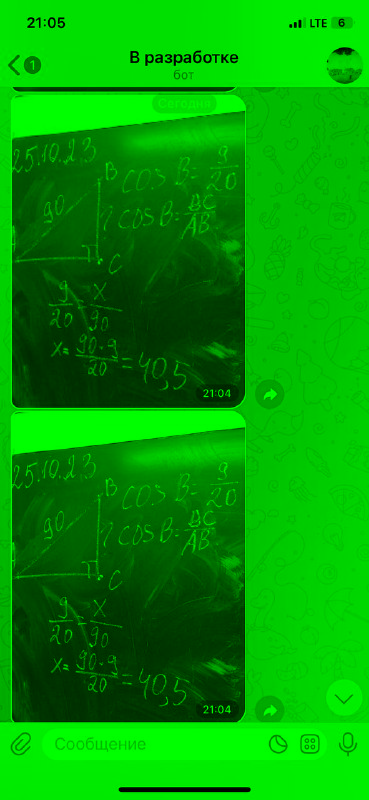 21:05
LTE 6
1
В разработке
бот
Сегодня
25.10.23
B
cos B = 9/20
90
? cos B = BC/AB
C
9/20 = x/90
x = 90·9/20 = 40,5
21:04
25.10.23
B
cos B = 9/20
90
? cos B = BC/AB
C
9/20 = x/90
x = 90·9/20 = 40,5
21:04
Сообщение